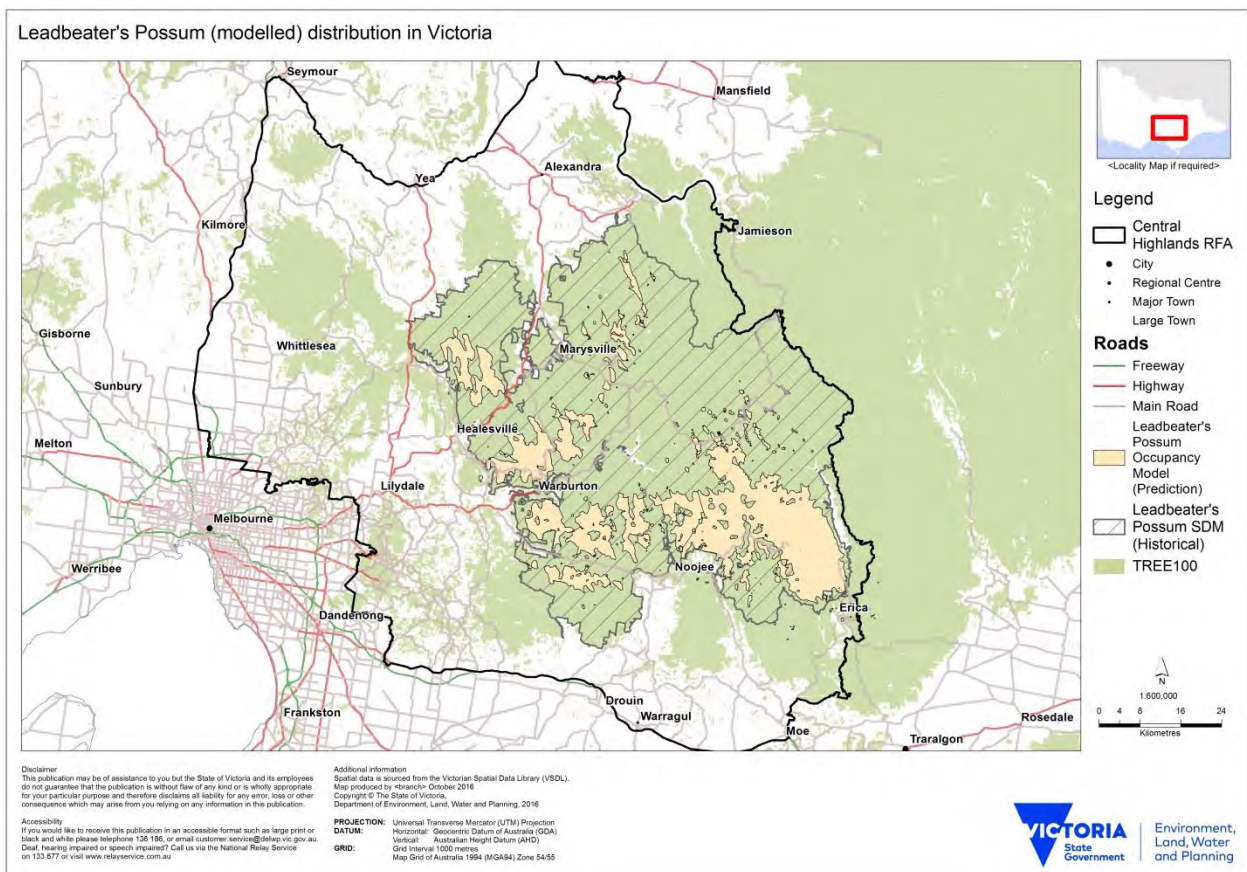 Leadbeater's Possum (modelled) distribution in Victoria
Seymour
Mansfield
Alexandra
Yea
Kilmore
Jamieson
Gisborne
Whittlesea
Marysville
Sunbury
Healesville
Melton
Lilydale
Warburton
Melbourne
Werribee
Noojee
Dandenong
Erica
Drouin
Frankston
Warragul
Rosedale
Moe
Traralgon
<Locality Map if required>
Legend
Central
Highlands RFA
City
Regional Centre
Major Town
Large Town
Roads
Freeway
Highway
Main Road
Leadbeater's
Possum
Occupancy
Model
(Prediction)
Leadbeater's
Possum SDM
(Historical)
TREE100
N
1:600,000
0 4 8 16 24
Kilometres
Disclaimer
This publication may be of assistance to you but the State of Victoria and its employees
do not guarantee that the publication is without flaw of any kind or is wholly appropriate
for your particular purpose and therefore disclaims all liability for any error, loss or other
consequence which may arise from you relying on any information in this publication.
Accessibility
If you would like to receive this publication in an accessible format such as large print or
black and white please telephone 136 186, or email customer.service@delwp.vic.gov.au.
Deaf, hearing impaired or speech impaired? Call us via the National Relay Service
on 133 677 or visit www.relayservice.com.au
Additional information
Spatial data is sourced from the Victorian Spatial Data Library (VSDL).
Map produced by <branch> October 2016
Copyright © The State of Victoria,
Department of Environment, Land, Water and Planning, 2016
PROJECTION: Universal Transverse Mercator (UTM) Projection
DATUM: Horizontal: Geocentric Datum of Australia (GDA)
Vertical: Australian Height Datum (AHD)
GRID: Grid Interval 1000 metres
Map Grid of Australia 1994 (MGA94) Zone 54/55
VICTORIA
State
Government
Environment,
Land, Water
and Planning